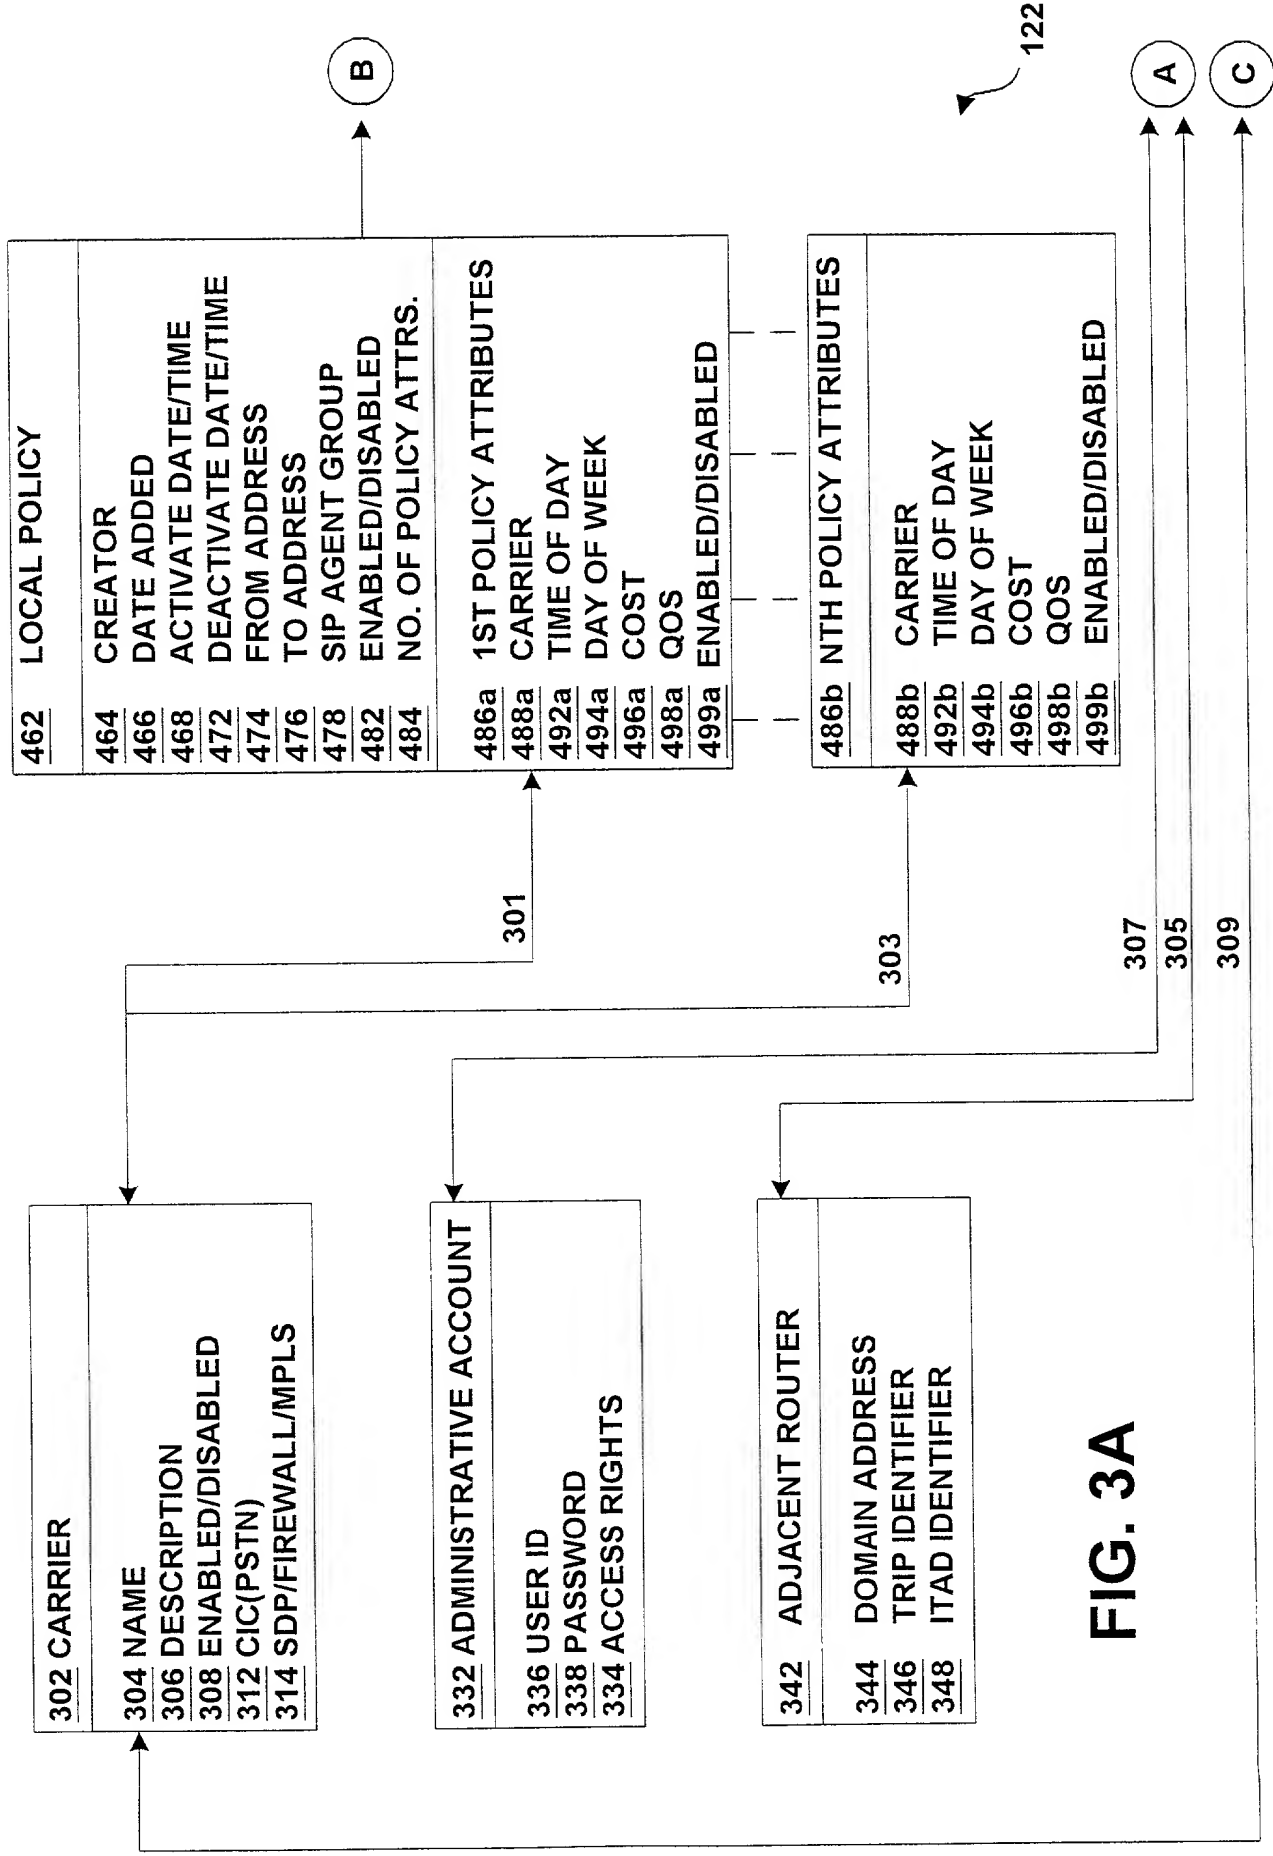 302 CARRIER
304 NAME
306 DESCRIPTION
308 ENABLED/DISABLED
312 CIC(PSTN)
314 SDP/FIREWALL/MPLS
332 ADMINISTRATIVE ACCOUNT
336 USER ID
338 PASSWORD
334 ACCESS RIGHTS
342 ADJACENT ROUTER
344 DOMAIN ADDRESS
346 TRIP IDENTIFIER
348 ITAD IDENTIFIER
462 LOCAL POLICY
464 CREATOR
466 DATE ADDED
468 ACTIVATE DATE/TIME
472 DEACTIVATE DATE/TIME
474 FROM ADDRESS
476 TO ADDRESS
478 SIP AGENT GROUP
482 ENABLED/DISABLED
484 NO. OF POLICY ATTRS.
486a 1ST POLICY ATTRIBUTES
488a CARRIER
492a TIME OF DAY
494a DAY OF WEEK
496a COST
498a QOS
499a ENABLED/DISABLED
486b NTH POLICY ATTRIBUTES
488b CARRIER
492b TIME OF DAY
494b DAY OF WEEK
496b COST
498b QOS
499b ENABLED/DISABLED
301
303
307
305
309
B
122
A
C
FIG. 3A